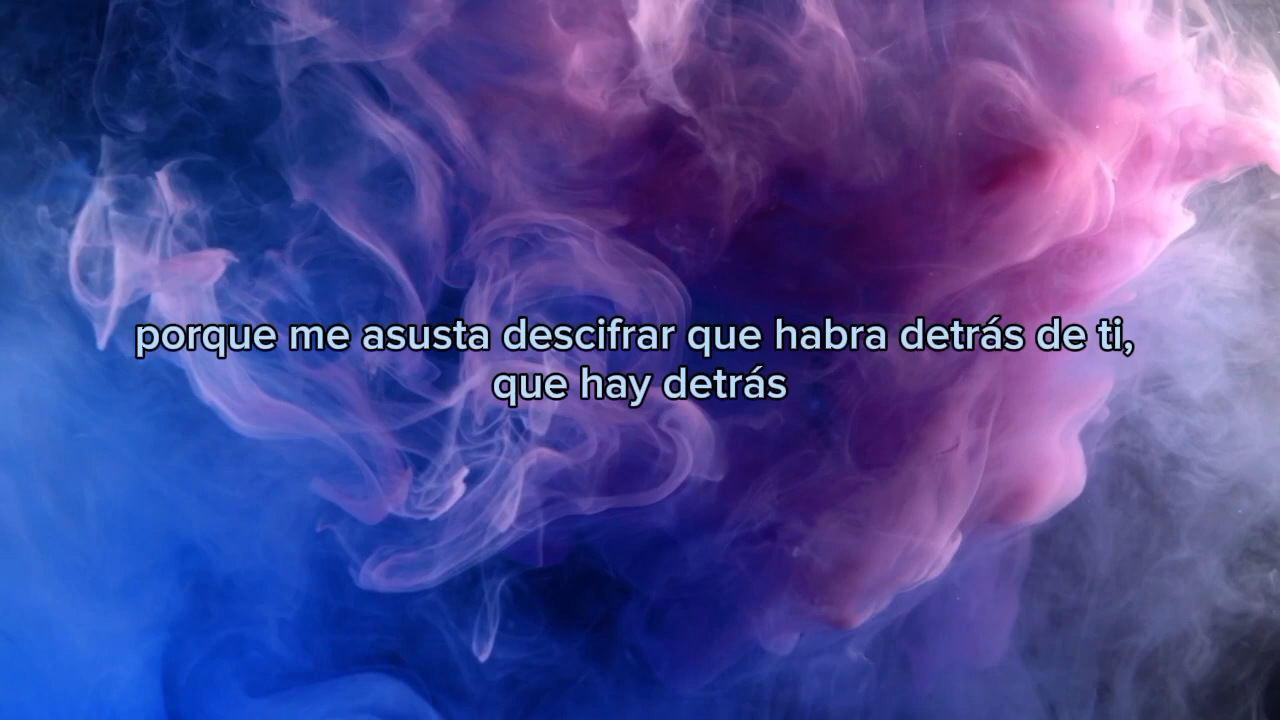 porque me asusta descifrar que habra detrás de ti,
que hay detrás